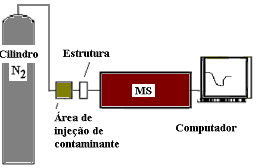 Estrutura
Cilindro
N2
MS
Área de
injeção de
contaminante
Computador